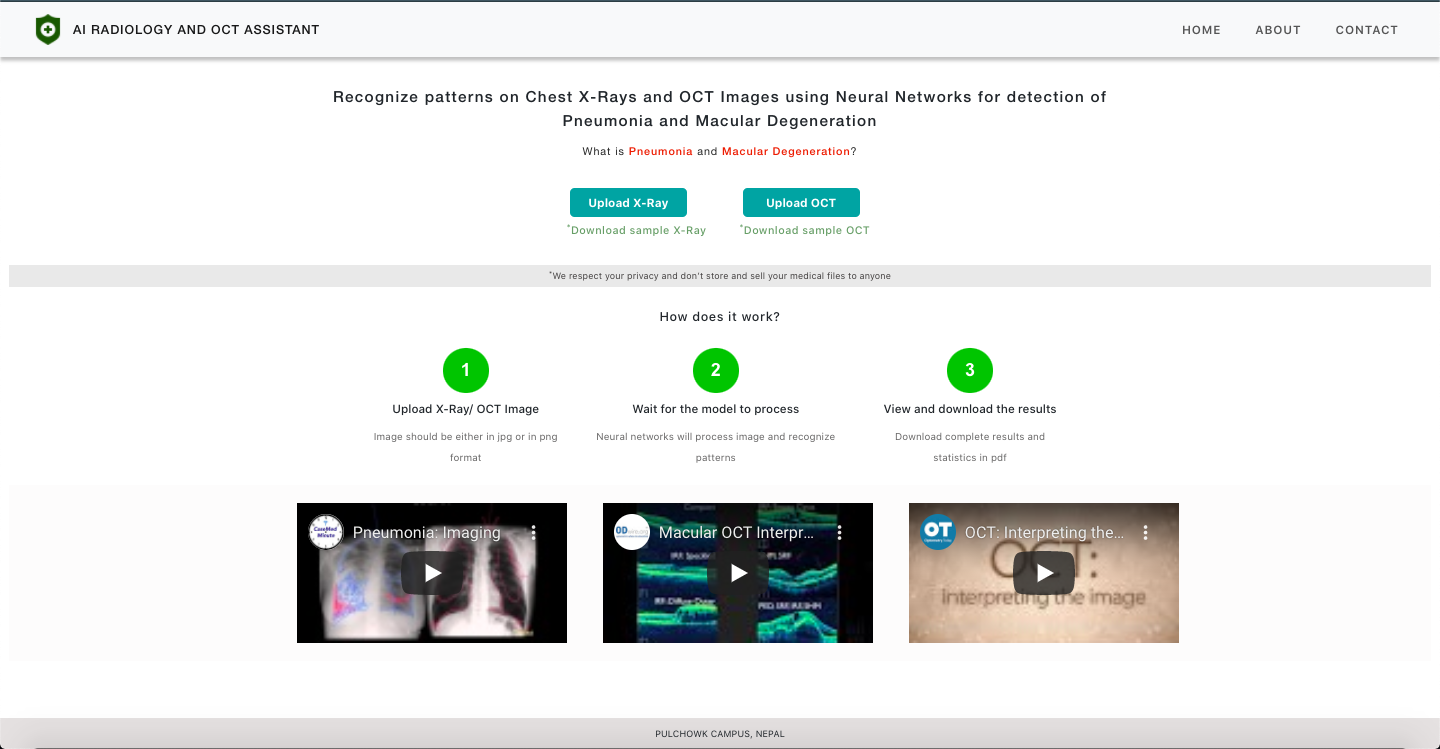 AI RADIOLOGY AND OCT ASSISTANT
HOME
ABOUT
CONTACT
Recognize patterns on Chest X-Rays and OCT Images using Neural Networks for detection of
Pneumonia and Macular Degeneration
What is Pneumonia and Macular Degeneration?
Upload X-Ray
Upload OCT
*Download sample X-Ray
*Download sample OCT
*We respect your privacy and don't store and sell your medical files to anyone
How does it work?
1
2
3
Upload X-Ray/ OCT Image
Wait for the model to process
View and download the results
Image should be either in jpg or in png
format
Neural networks will process image and recognize
patterns
Download complete results and
statistics in pdf
CoreMed
Minute
Pneumonia: Imaging
OD
Macular OCT Interpr...
OT
OCT: Interpreting the...
OCT:
Interpreting the image
PULCHOWK CAMPUS, NEPAL